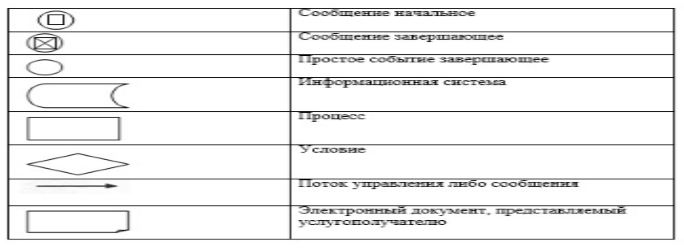 Сообщение начальное
Сообщение завершающее
Простое событие завершающее
Информационная система
Процесс
Условие
Поток управления либо сообщения
Электронный документ, представляемый
услугополучателю